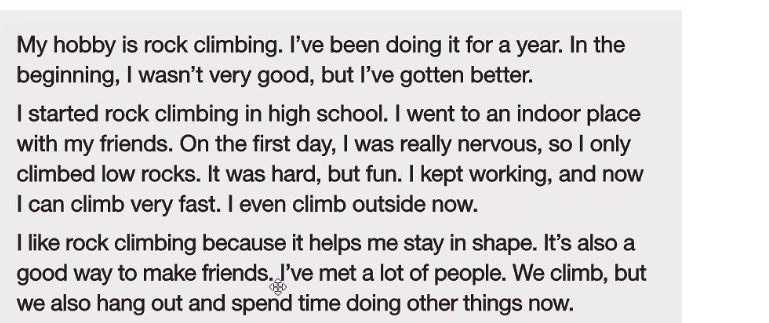 My hobby is rock climbing. I've been doing it for a year. In the
beginning, I wasn't very good, but I've gotten better.
I started rock climbing in high school. I went to an indoor place
with my friends. On the first day, I was really nervous, so I only
climbed low rocks. It was hard, but fun. I kept working, and now
I can climb very fast. I even climb outside now.
I like rock climbing because it helps me stay in shape. It's also a
good way to make friends. I've met a lot of people. We climb, but
we also hang out and spend time doing other things now.